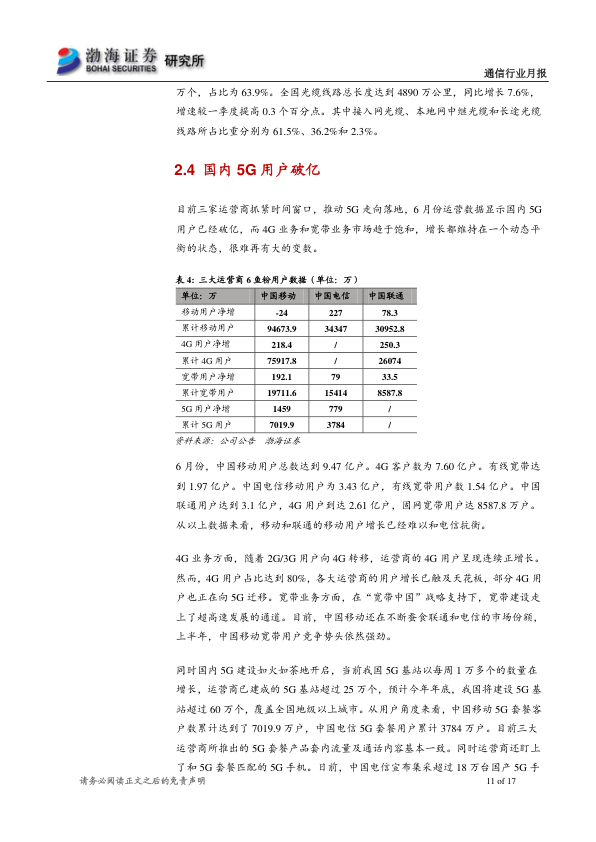 渤海证券 研究所
BOHAI SECURITIES
通信行业月报
万个，占比为 63.9%。全国光缆线路总长度达到 4890 万公里，同比增长 7.6%，
增速较一季度提高 0.3 个百分点。其中接入网光缆、本地网中继光缆和长途光缆
线路所占比重分别为 61.5%、36.2%和 2.3%。
2.4 国内 5G 用户破亿
目前三家运营商抓紧时间窗口，推动 5G 走向落地，6 月份运营数据显示国内 5G
用户已经破亿，而 4G 业务和宽带业务市场趋于饱和，增长都维持在一个动态平
衡的状态，很难再有大的变数。
表 4：三大运营商 6 鱼粉用户数据（单位：万）
单位：万 中国移动 中国电信 中国联通
移动用户净增 -24 227 78.3
累计移动用户 94673.9 34347 30952.8
4G 用户净增 218.4 / 250.3
累计 4G 用户 75917.8 / 26074
宽带用户净增 192.1 79 33.5
累计宽带用户 19711.6 15414 8587.8
5G 用户净增 1459 779 /
累计 5G 用户 7019.9 3784 /
资料来源：公司公告 渤海证券
6 月份，中国移动用户总数达到 9.47 亿户。4G 客户数为 7.60 亿户。有线宽带达
到 1.97 亿户。中国电信移动用户为 3.43 亿户，有线宽带用户数 1.54 亿户。中国
联通用户达到 3.1 亿户，4G 用户到达 2.61 亿户，固网宽带用户达 8587.8 万户。
从以上数据来看，移动和联通的移动用户增长已经难以和电信抗衡。
4G 业务方面，随着 2G/3G 用户向 4G 转移，运营商的 4G 用户呈现连续正增长。
然而，4G 用户占比达到 80%，各大运营商的用户增长已触及天花板，部分 4G 用
户也正在向 5G 迁移。宽带业务方面，在“宽带中国”战略支持下，宽带建设走
上了超高速发展的通道。目前，中国移动还在不断蚕食联通和电信的市场份额，
上半年，中国移动宽带用户竞争势头依然强劲。
同时国内 5G 建设如火如荼地开启，当前我国 5G 基站以每周 1 万多个的数量在
增长，运营商已建成的 5G 基站超过 25 万个，预计今年年底，我国将建设 5G 基
站超过 60 万个，覆盖全国地级以上城市。从用户角度来看，中国移动 5G 套餐客
户数累计达到了 7019.9 万户，中国电信 5G 套餐用户累计 3784 万户。目前三大
运营商所推出的 5G 套餐产品套内流量及通话内容基本一致。同时运营商还盯上
了和 5G 套餐匹配的 5G 手机。日前，中国电信宣布集采超过 18 万台国产 5G 手
请务必阅读正文之后的免责声明 11 of 17